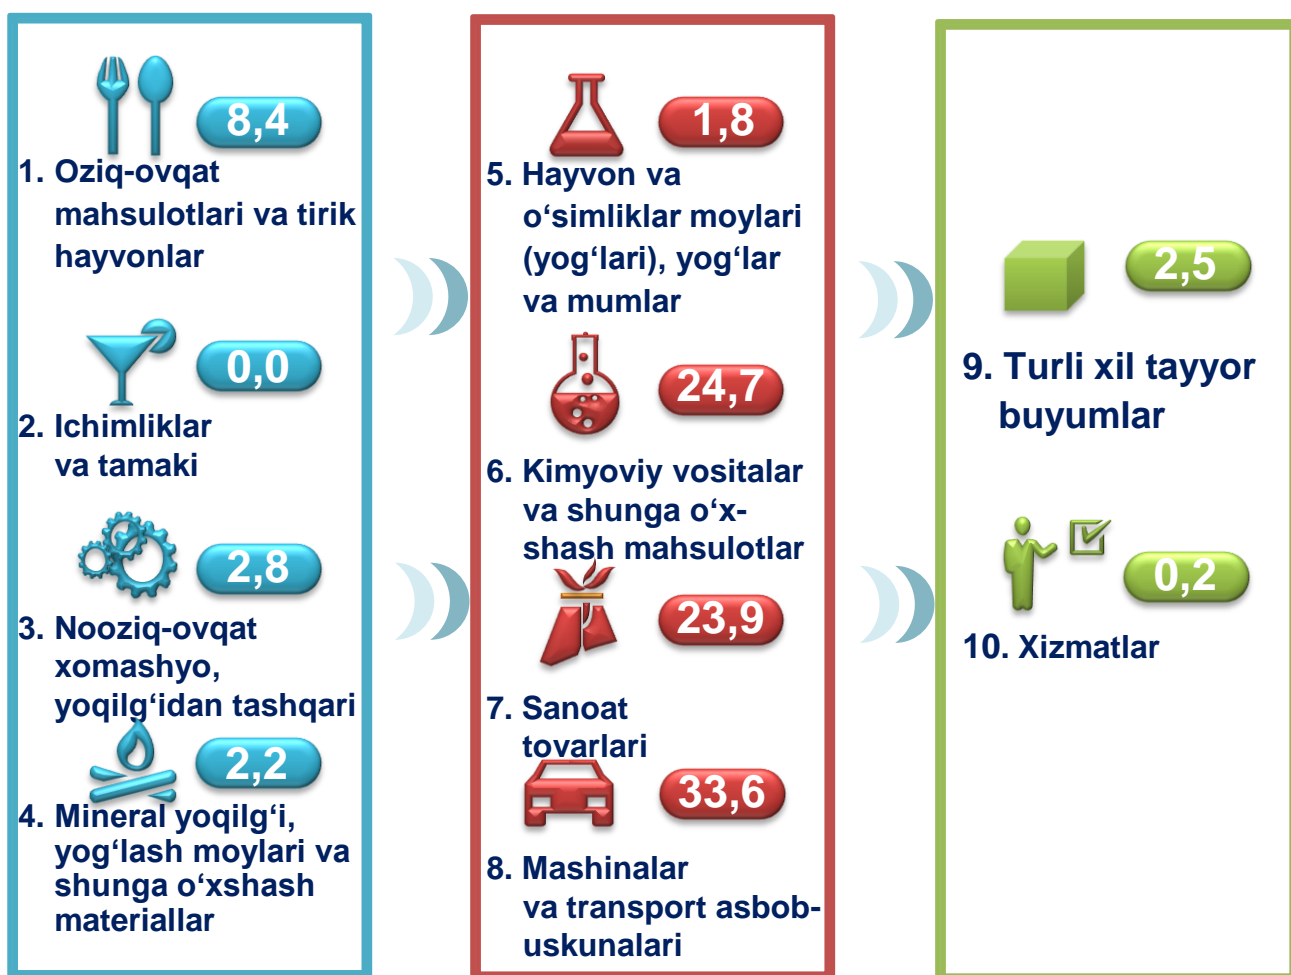 8,4
1. Oziq-ovqat
mahsulotlari va tirik
hayvonlar
0,0
2. Ichimliklar
va tamaki
2,8
3. Nooziq-ovqat
xomashyo,
yoqilg‘idan tashqari
2,2
4. Mineral yoqilg‘i,
yog‘lash moylari va
shunga o‘xshash
materiallar
1,8
5. Hayvon va
o‘simliklar moylari
(yog‘lari), yog‘lar
va mumlar
24,7
6. Kimyoviy vositalar
va shunga o‘x-
shash mahsulotlar
23,9
7. Sanoat
tovarlari
33,6
8. Mashinalar
va transport asbob-
uskunalari
2,5
9. Turli xil tayyor
buyumlar
0,2
10. Xizmatlar